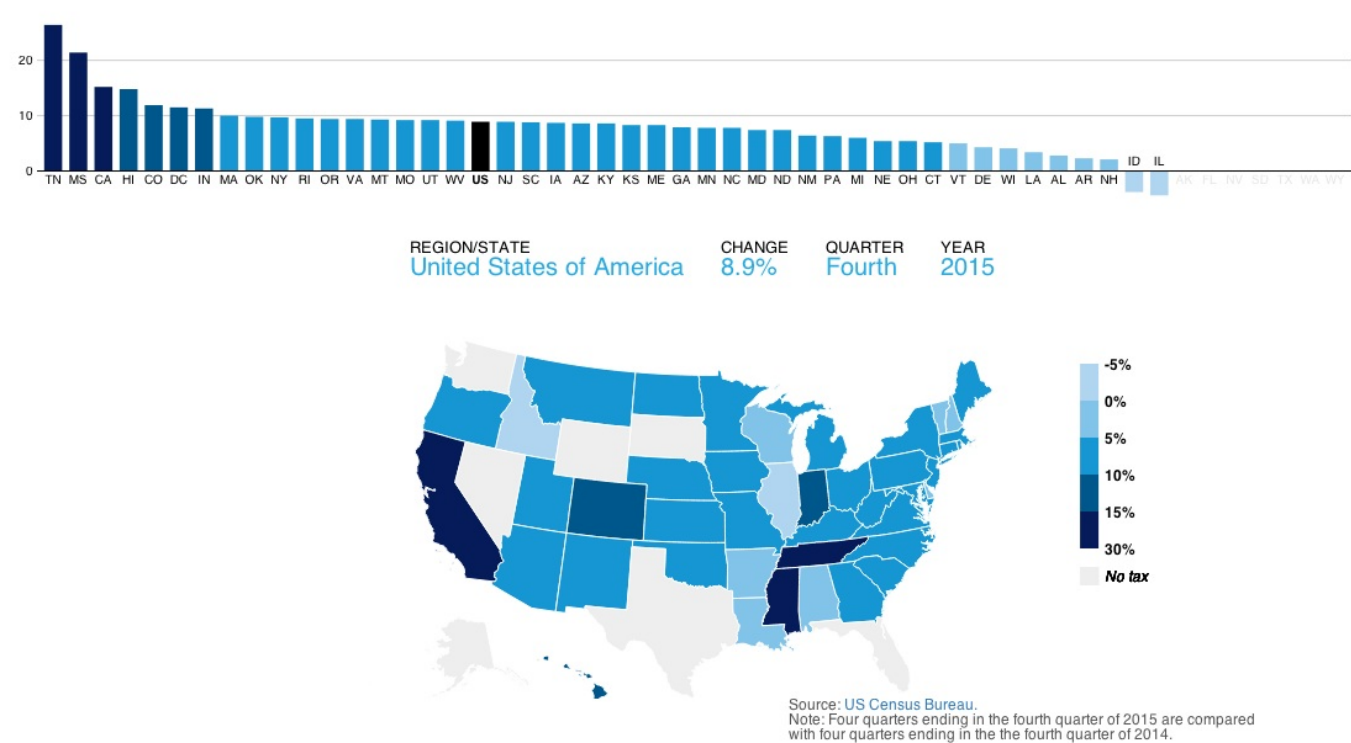 20
10
0
TN MS CA HI CO DC IN MA OK NY RI OR VA MT MO UT WV US NJ SC IA AZ KY KS ME GA MN NC MD ND NM PA MI NE OH CT VT DE WI LA AL AR NH ID IL AK FL NV SD TX WA WY
REGION/STATE CHANGE QUARTER YEAR
United States of America 8.9% Fourth 2015
-5%
0%
5%
10%
15%
30%
No tax
Source: US Census Bureau.
Note: Four quarters ending in the fourth quarter of 2015 are compared
with four quarters ending in the the fourth quarter of 2014.